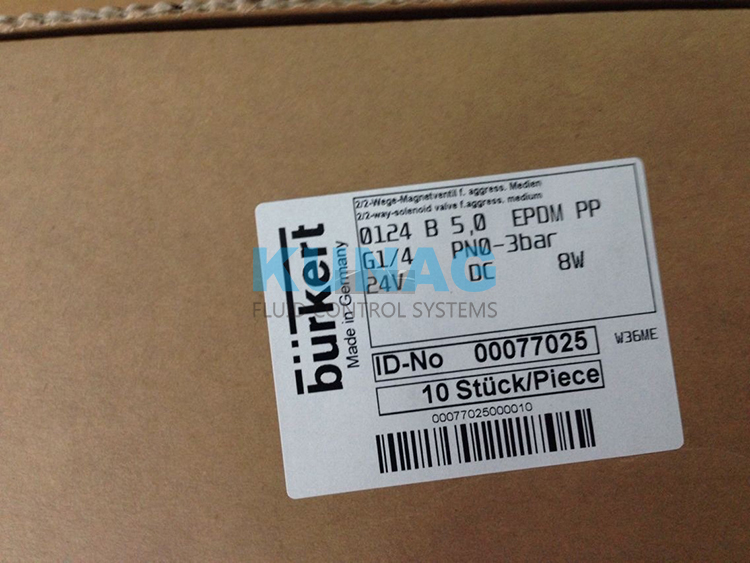 2/2-Wege-Magnetventil f. aggress. Medien
2/2-way-solenoid valve f.aggress. medium
0124 B 5,0 EPDM PP
G1/4 PN0-3bar
24V DC 8W
bürkert
Made in Germany
KUNAG
FLUID CONTROL SYSTEMS
ID-No 00077025
W36ME
10 Stück/Piece
00077025000010